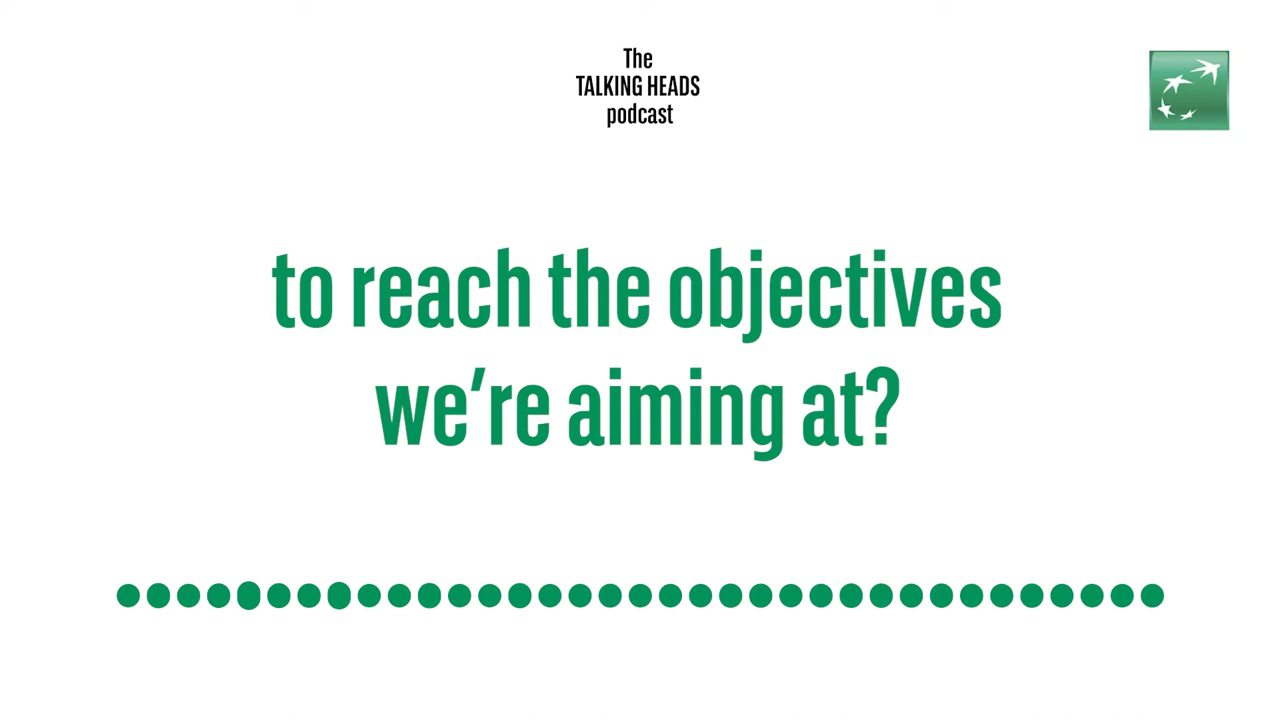 The
TALKING HEADS
podcast
to reach the objectives
we’re aiming at?